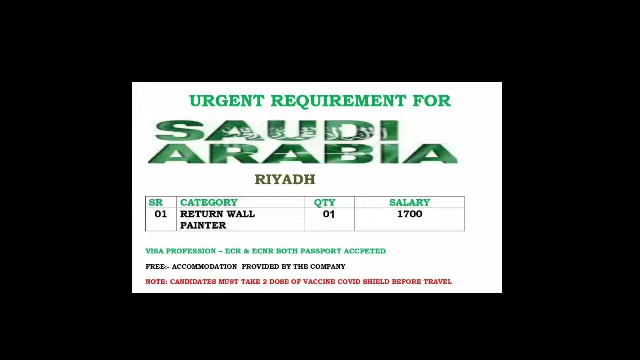 URGENT REQUIREMENT FOR
SAUDI
ARABIA
RIYADH
SR CATEGORY QTY SALARY
01 RETURN WALL PAINTER 01 1700
VISA PROFESSION – ECR & ECNR BOTH PASSPORT ACCPETED
FREE:- ACCOMMODATION PROVIDED BY THE COMPANY
NOTE: CANDIDATES MUST TAKE 2 DOSE OF VACCINE COVID SHIELD BEFORE TRAVEL